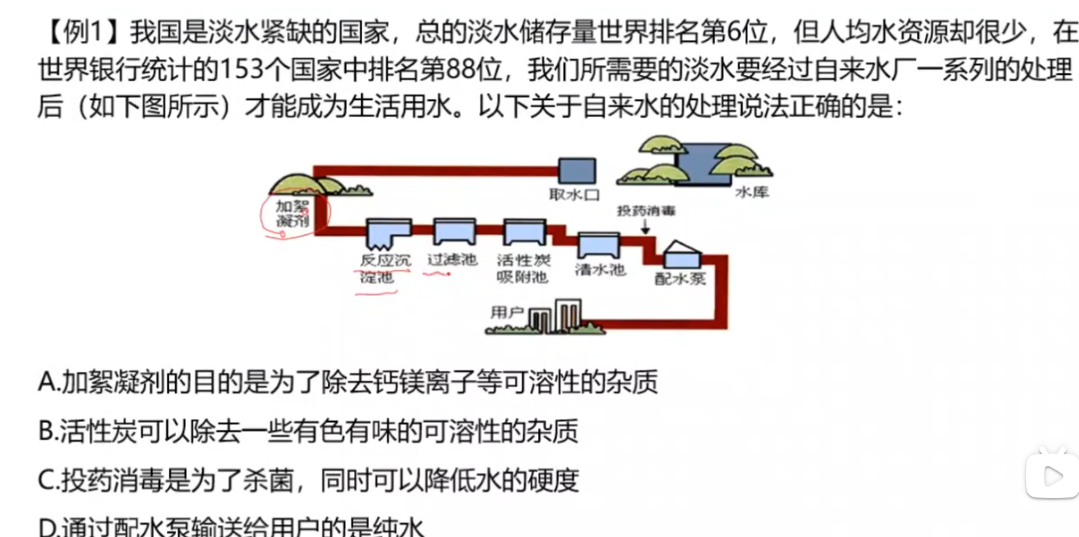 【例1】我国是淡水紧缺的国家，总的淡水储存量世界排名第6位，但人均水资源却很少，在
世界银行统计的153个国家中排名第88位，我们所需要的淡水要经过自来水厂一系列的处理
后（如下图所示）才能成为生活用水。以下关于自来水的处理说法正确的是：
取水口
水库
加絮
凝剂
投药消毒
反应沉
淀池
过滤池
活性炭
吸附池
清水池
配水泵
用户
A.加絮凝剂的目的是为了除去钙镁离子等可溶性的杂质
B.活性炭可以除去一些有色有味的可溶性的杂质
C.投药消毒是为了杀菌，同时可以降低水的硬度
D.通过配水泵输送给用户的是纯水